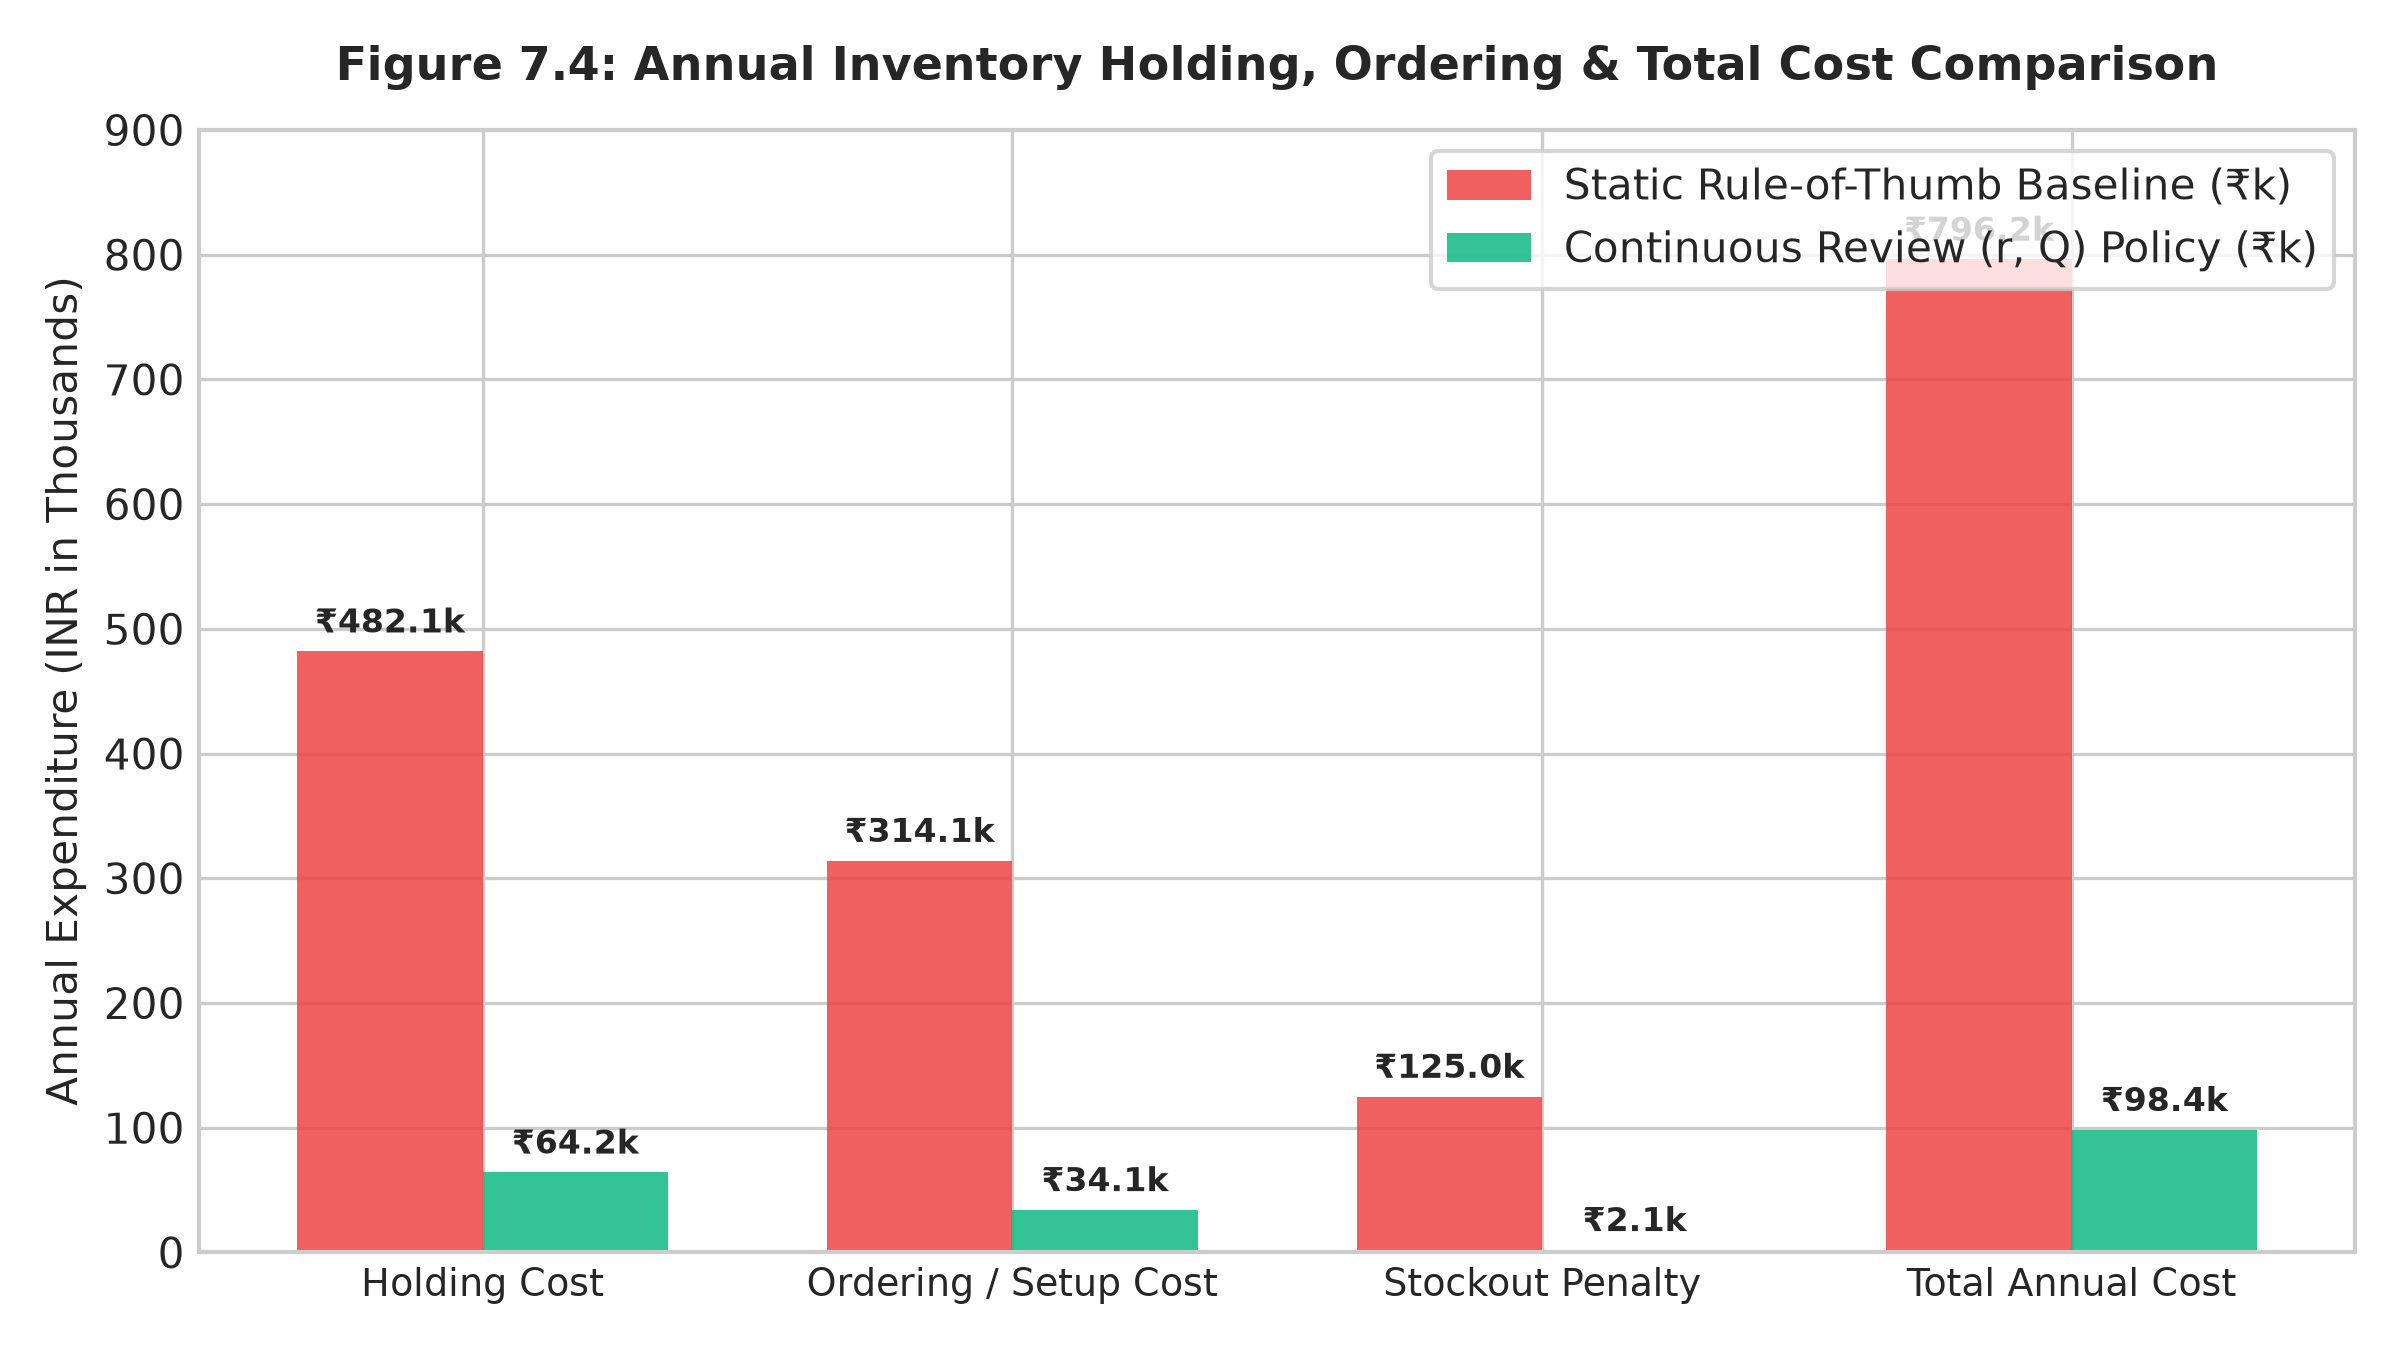 Figure 7.4: Annual Inventory Holding, Ordering & Total Cost Comparison
Annual Expenditure (INR in Thousands)
900
800
700
600
500
400
300
200
100
0
Static Rule-of-Thumb Baseline (₹k)
Continuous Review (r, Q) Policy (₹k)
₹482.1k
₹64.2k
₹314.1k
₹34.1k
₹125.0k
₹2.1k
₹796.2k
₹98.4k
Holding Cost
Ordering / Setup Cost
Stockout Penalty
Total Annual Cost